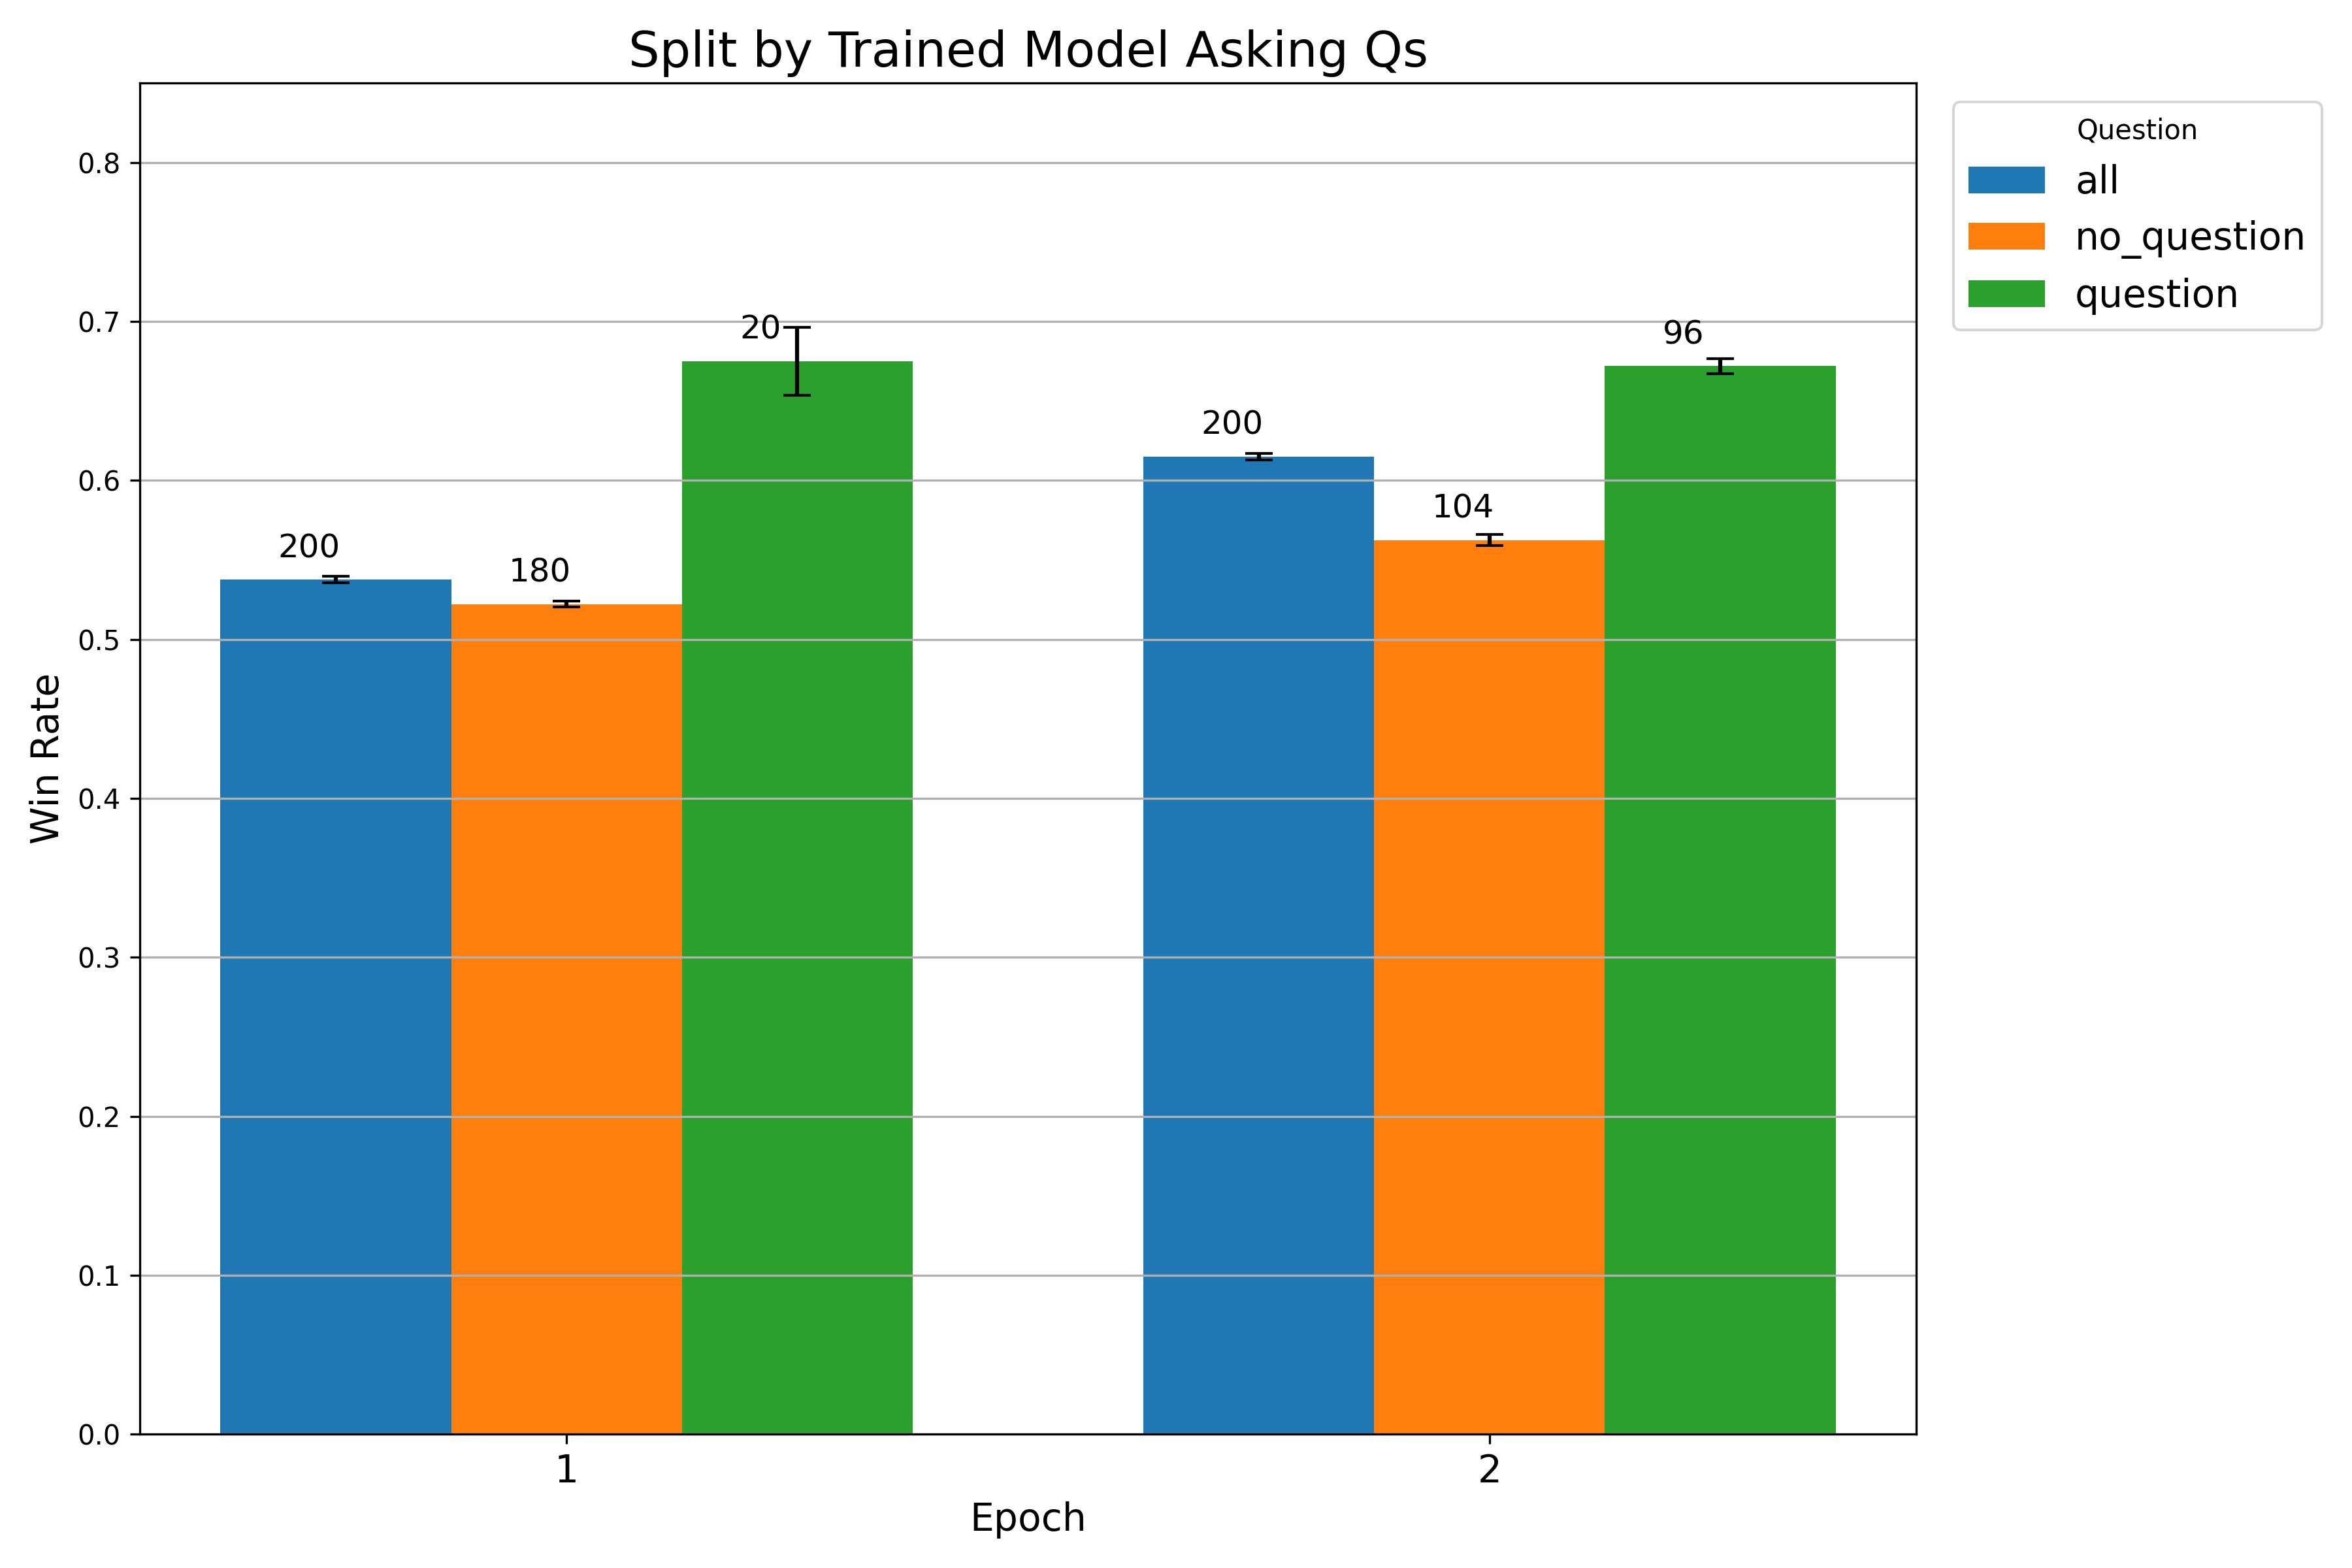 Split by Trained Model Asking Qs
Question
all
no_question
question
Win Rate
0.8
0.7
0.6
0.5
0.4
0.3
0.2
0.1
0.0
200
180
20
200
104
96
1
2
Epoch